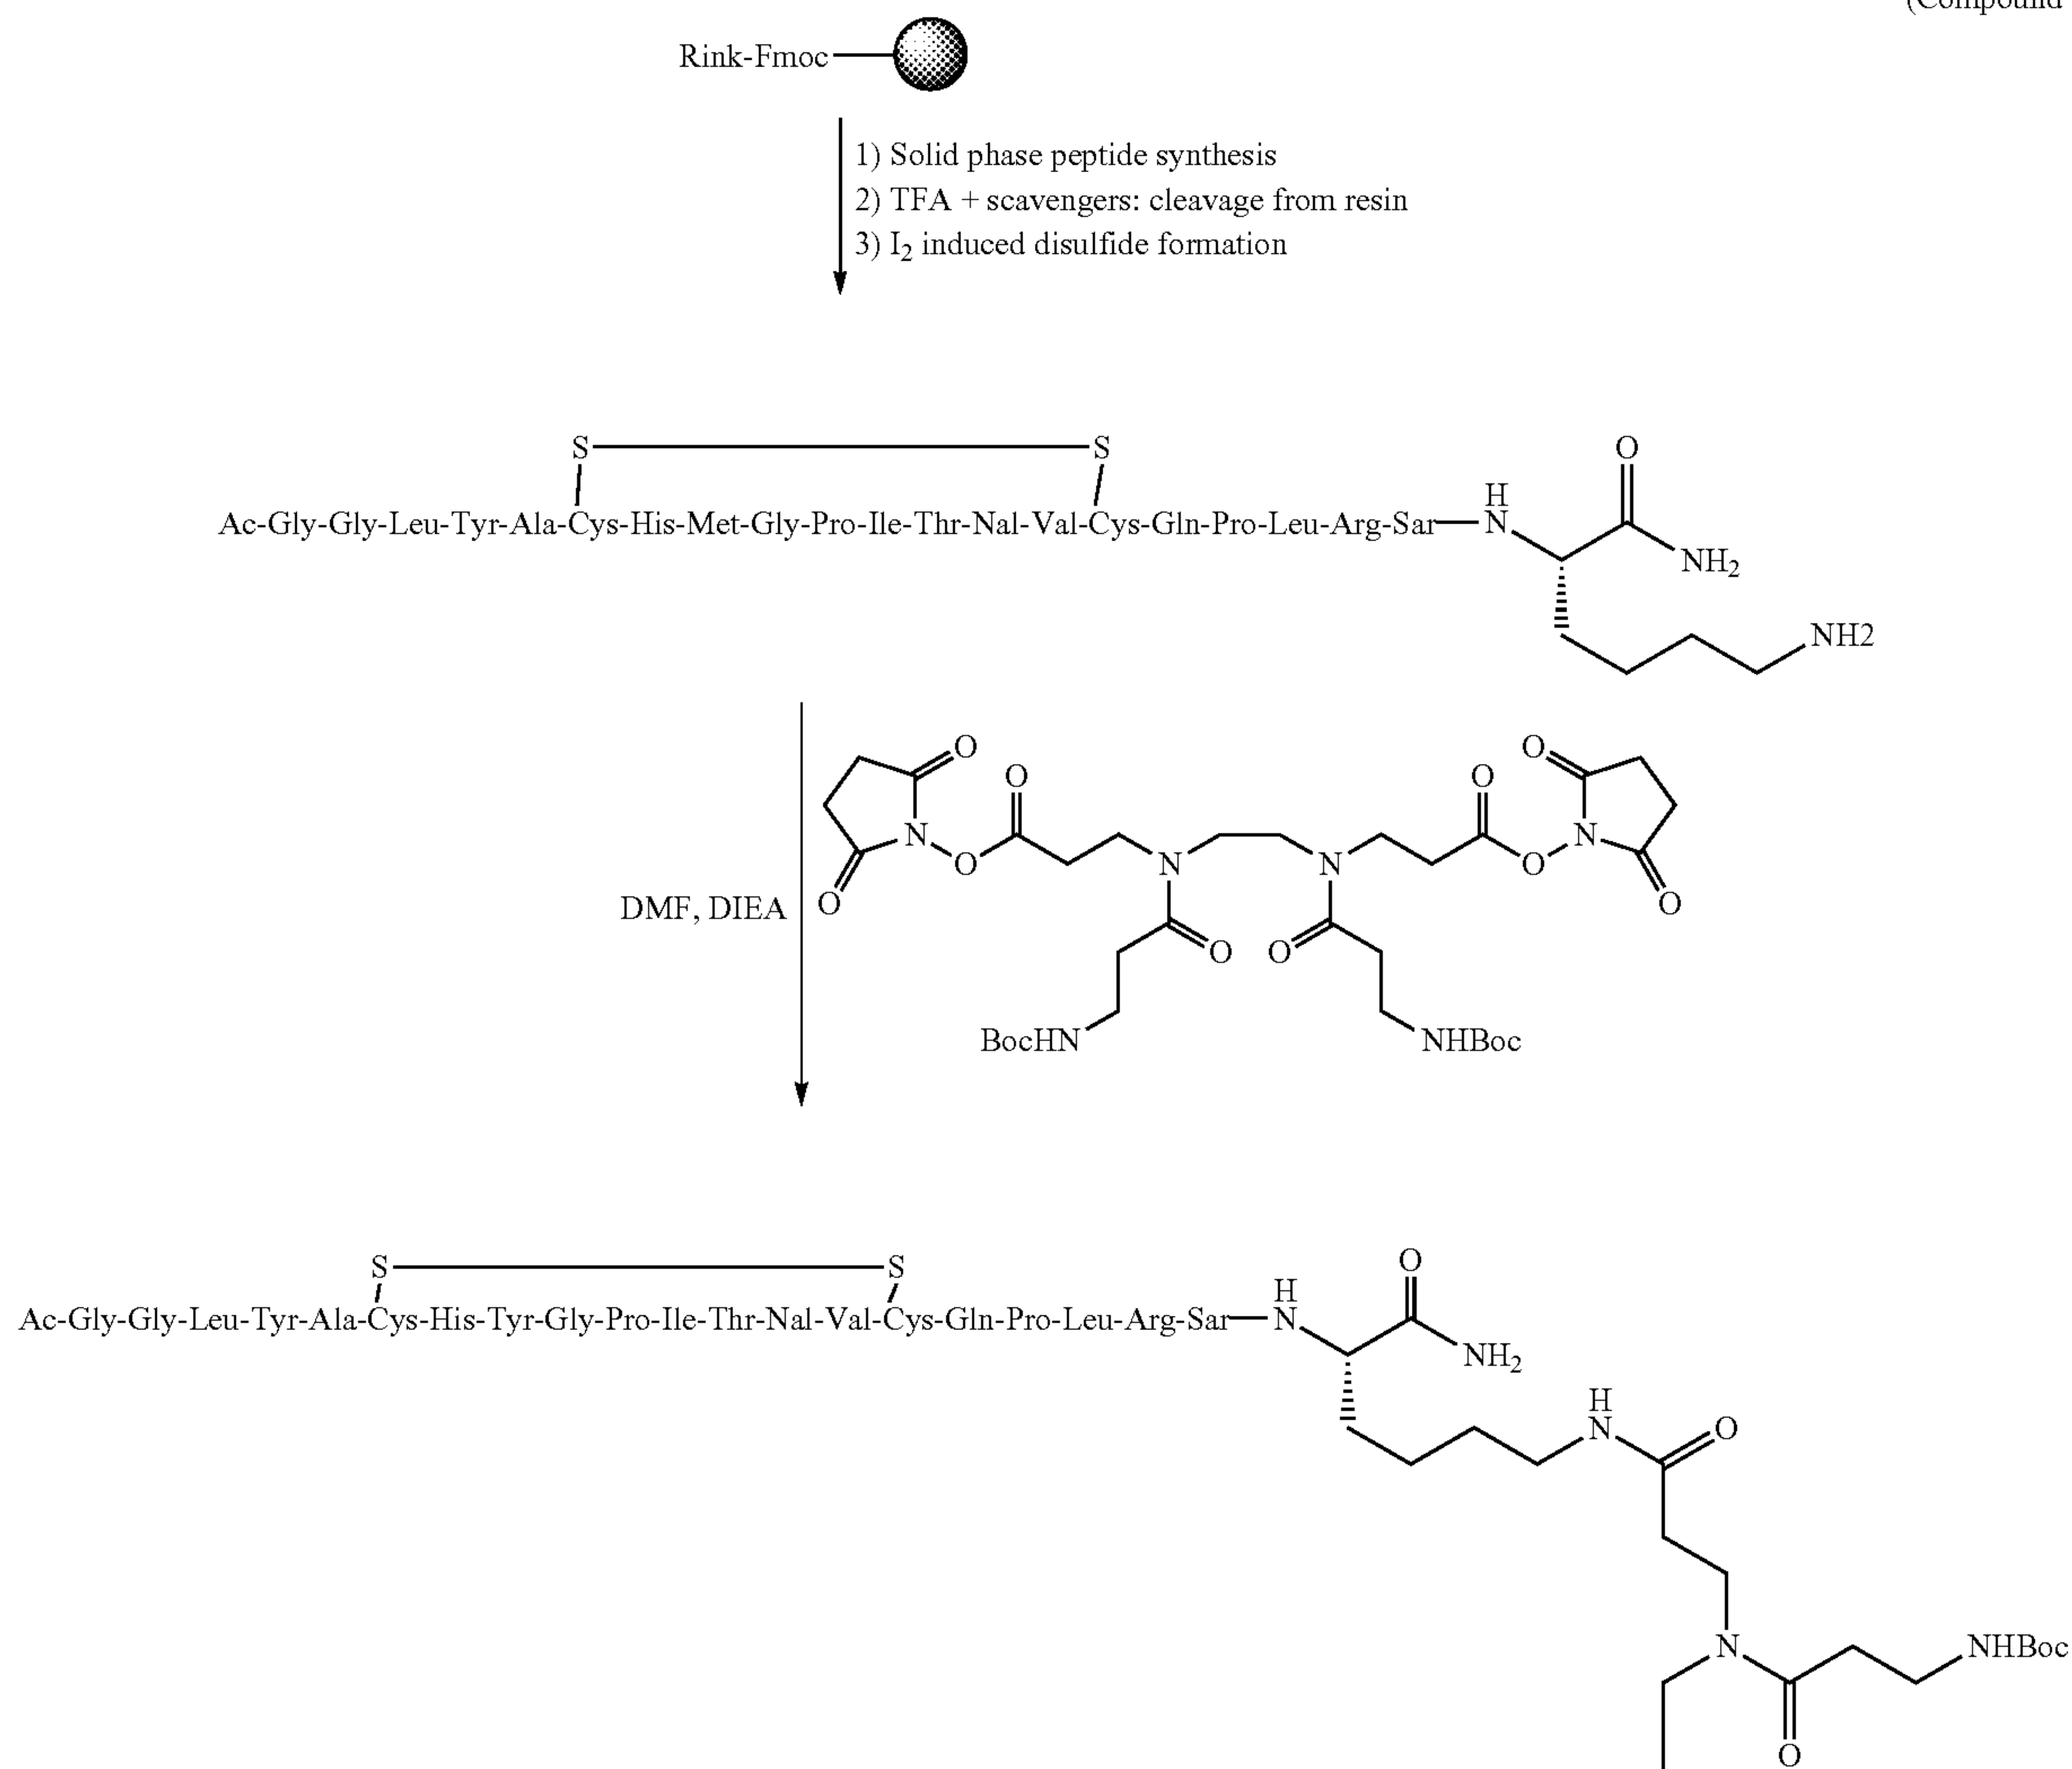 (Compound
Rink-Fmoc
1) Solid phase peptide synthesis
2) TFA + scavengers: cleavage from resin
3) I2 induced disulfide formation
S S O
H
Ac-Gly-Gly-Leu-Tyr-Ala-Cys-His-Met-Gly-Pro-Ile-Thr-Nal-Val-Cys-Gln-Pro-Leu-Arg-Sar N
NH2
NH2
O O
O O
N N
O N N O
DMF, DIEA O O
O O
BocHN NHBoc
S S O
H
Ac-Gly-Gly-Leu-Tyr-Ala-Cys-His-Tyr-Gly-Pro-Ile-Thr-Nal-Val-Cys-Gln-Pro-Leu-Arg-Sar N
NH2
H
N O
N NHBoc
O